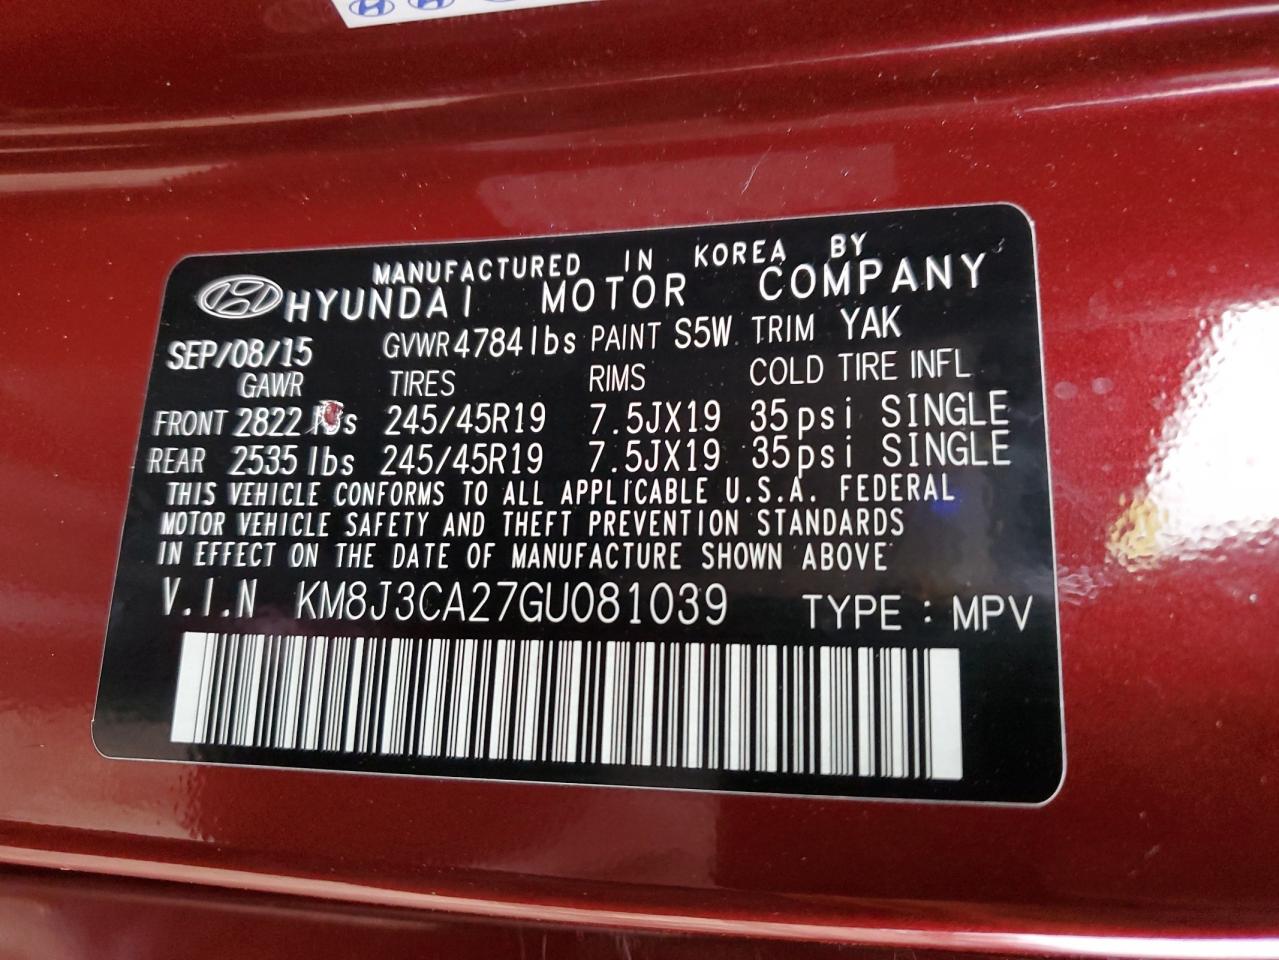 MANUFACTURED IN KOREA BY
HYUNDAI MOTOR COMPANY
SEP/08/15 GVWR 4784lbs PAINT S5W TRIM YAK
GAWR TIRES RIMS COLD TIRE INFL
FRONT 2822 lbs 245/45R19 7.5JX19 35psi SINGLE
REAR 2535 lbs 245/45R19 7.5JX19 35psi SINGLE
THIS VEHICLE CONFORMS TO ALL APPLICABLE U.S.A. FEDERAL
MOTOR VEHICLE SAFETY AND THEFT PREVENTION STANDARDS
IN EFFECT ON THE DATE OF MANUFACTURE SHOWN ABOVE
V.I.N KM8J3CA27GU081039 TYPE : MPV